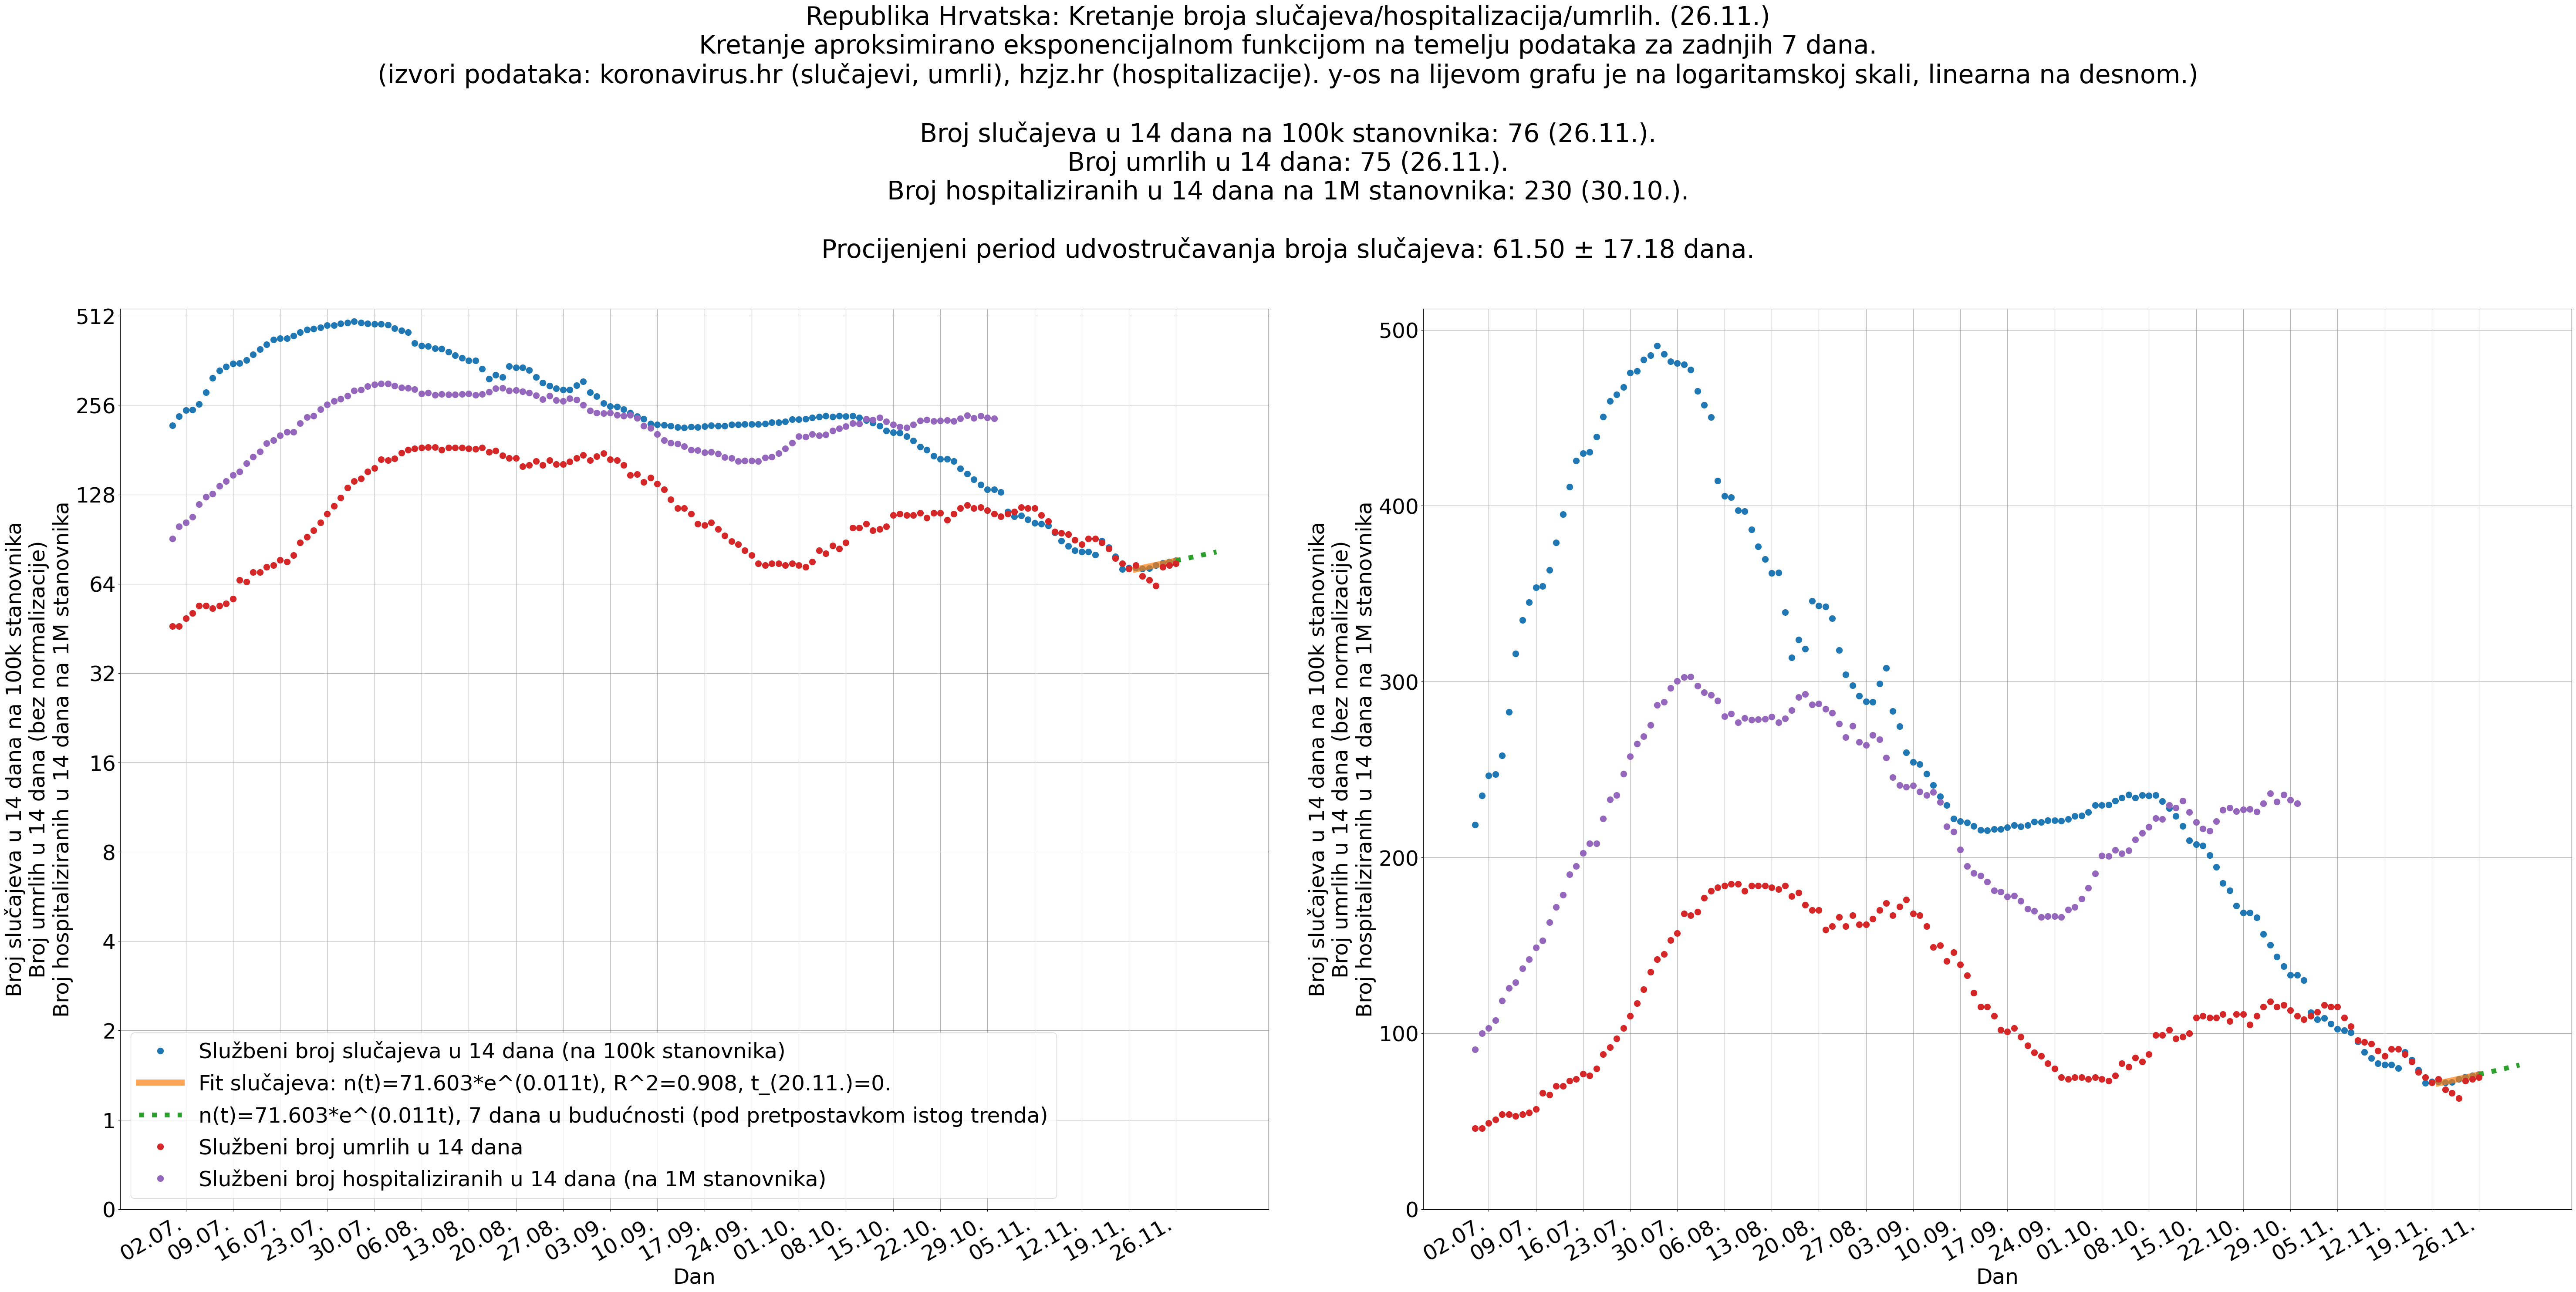 Republika Hrvatska: Kretanje broja slučajeva/hospitalizacija/umrlih. (26.11.)
Kretanje aproksimirano eksponencijalnom funkcijom na temelju podataka za zadnjih 7 dana.
(izvori podataka: koronavirus.hr (slučajevi, umrli), hzjz.hr (hospitalizacije). y-os na lijevom grafu je na logaritamskoj skali, linearna na desnom.)
Broj slučajeva u 14 dana na 100k stanovnika: 76 (26.11.).
Broj umrlih u 14 dana: 75 (26.11.).
Broj hospitaliziranih u 14 dana na 1M stanovnika: 230 (30.10.).
Procijenjeni period udvostručavanja broja slučajeva: 61.50 ± 17.18 dana.
Broj slučajeva u 14 dana na 100k stanovnika
Broj umrlih u 14 dana (bez normalizacije)
Broj hospitaliziranih u 14 dana na 1M stanovnika
512
256
128
64
32
16
8
4
2
1
0
Službeni broj slučajeva u 14 dana (na 100k stanovnika)
Fit slučajeva: n(t)=71.603*e^(0.011t), R^2=0.908, t_(20.11.)=0.
n(t)=71.603*e^(0.011t), 7 dana u budućnosti (pod pretpostavkom istog trenda)
Službeni broj umrlih u 14 dana
Službeni broj hospitaliziranih u 14 dana (na 1M stanovnika)
02.07. 09.07. 16.07. 23.07. 30.07. 06.08. 13.08. 20.08. 27.08. 03.09. 10.09. 17.09. 24.09. 01.10. 08.10. 15.10. 22.10. 29.10. 05.11. 12.11. 19.11. 26.11.
Dan
Broj slučajeva u 14 dana na 100k stanovnika
Broj umrlih u 14 dana (bez normalizacije)
Broj hospitaliziranih u 14 dana na 1M stanovnika
500
400
300
200
100
0
02.07. 09.07. 16.07. 23.07. 30.07. 06.08. 13.08. 20.08. 27.08. 03.09. 10.09. 17.09. 24.09. 01.10. 08.10. 15.10. 22.10. 29.10. 05.11. 12.11. 19.11. 26.11.
Dan